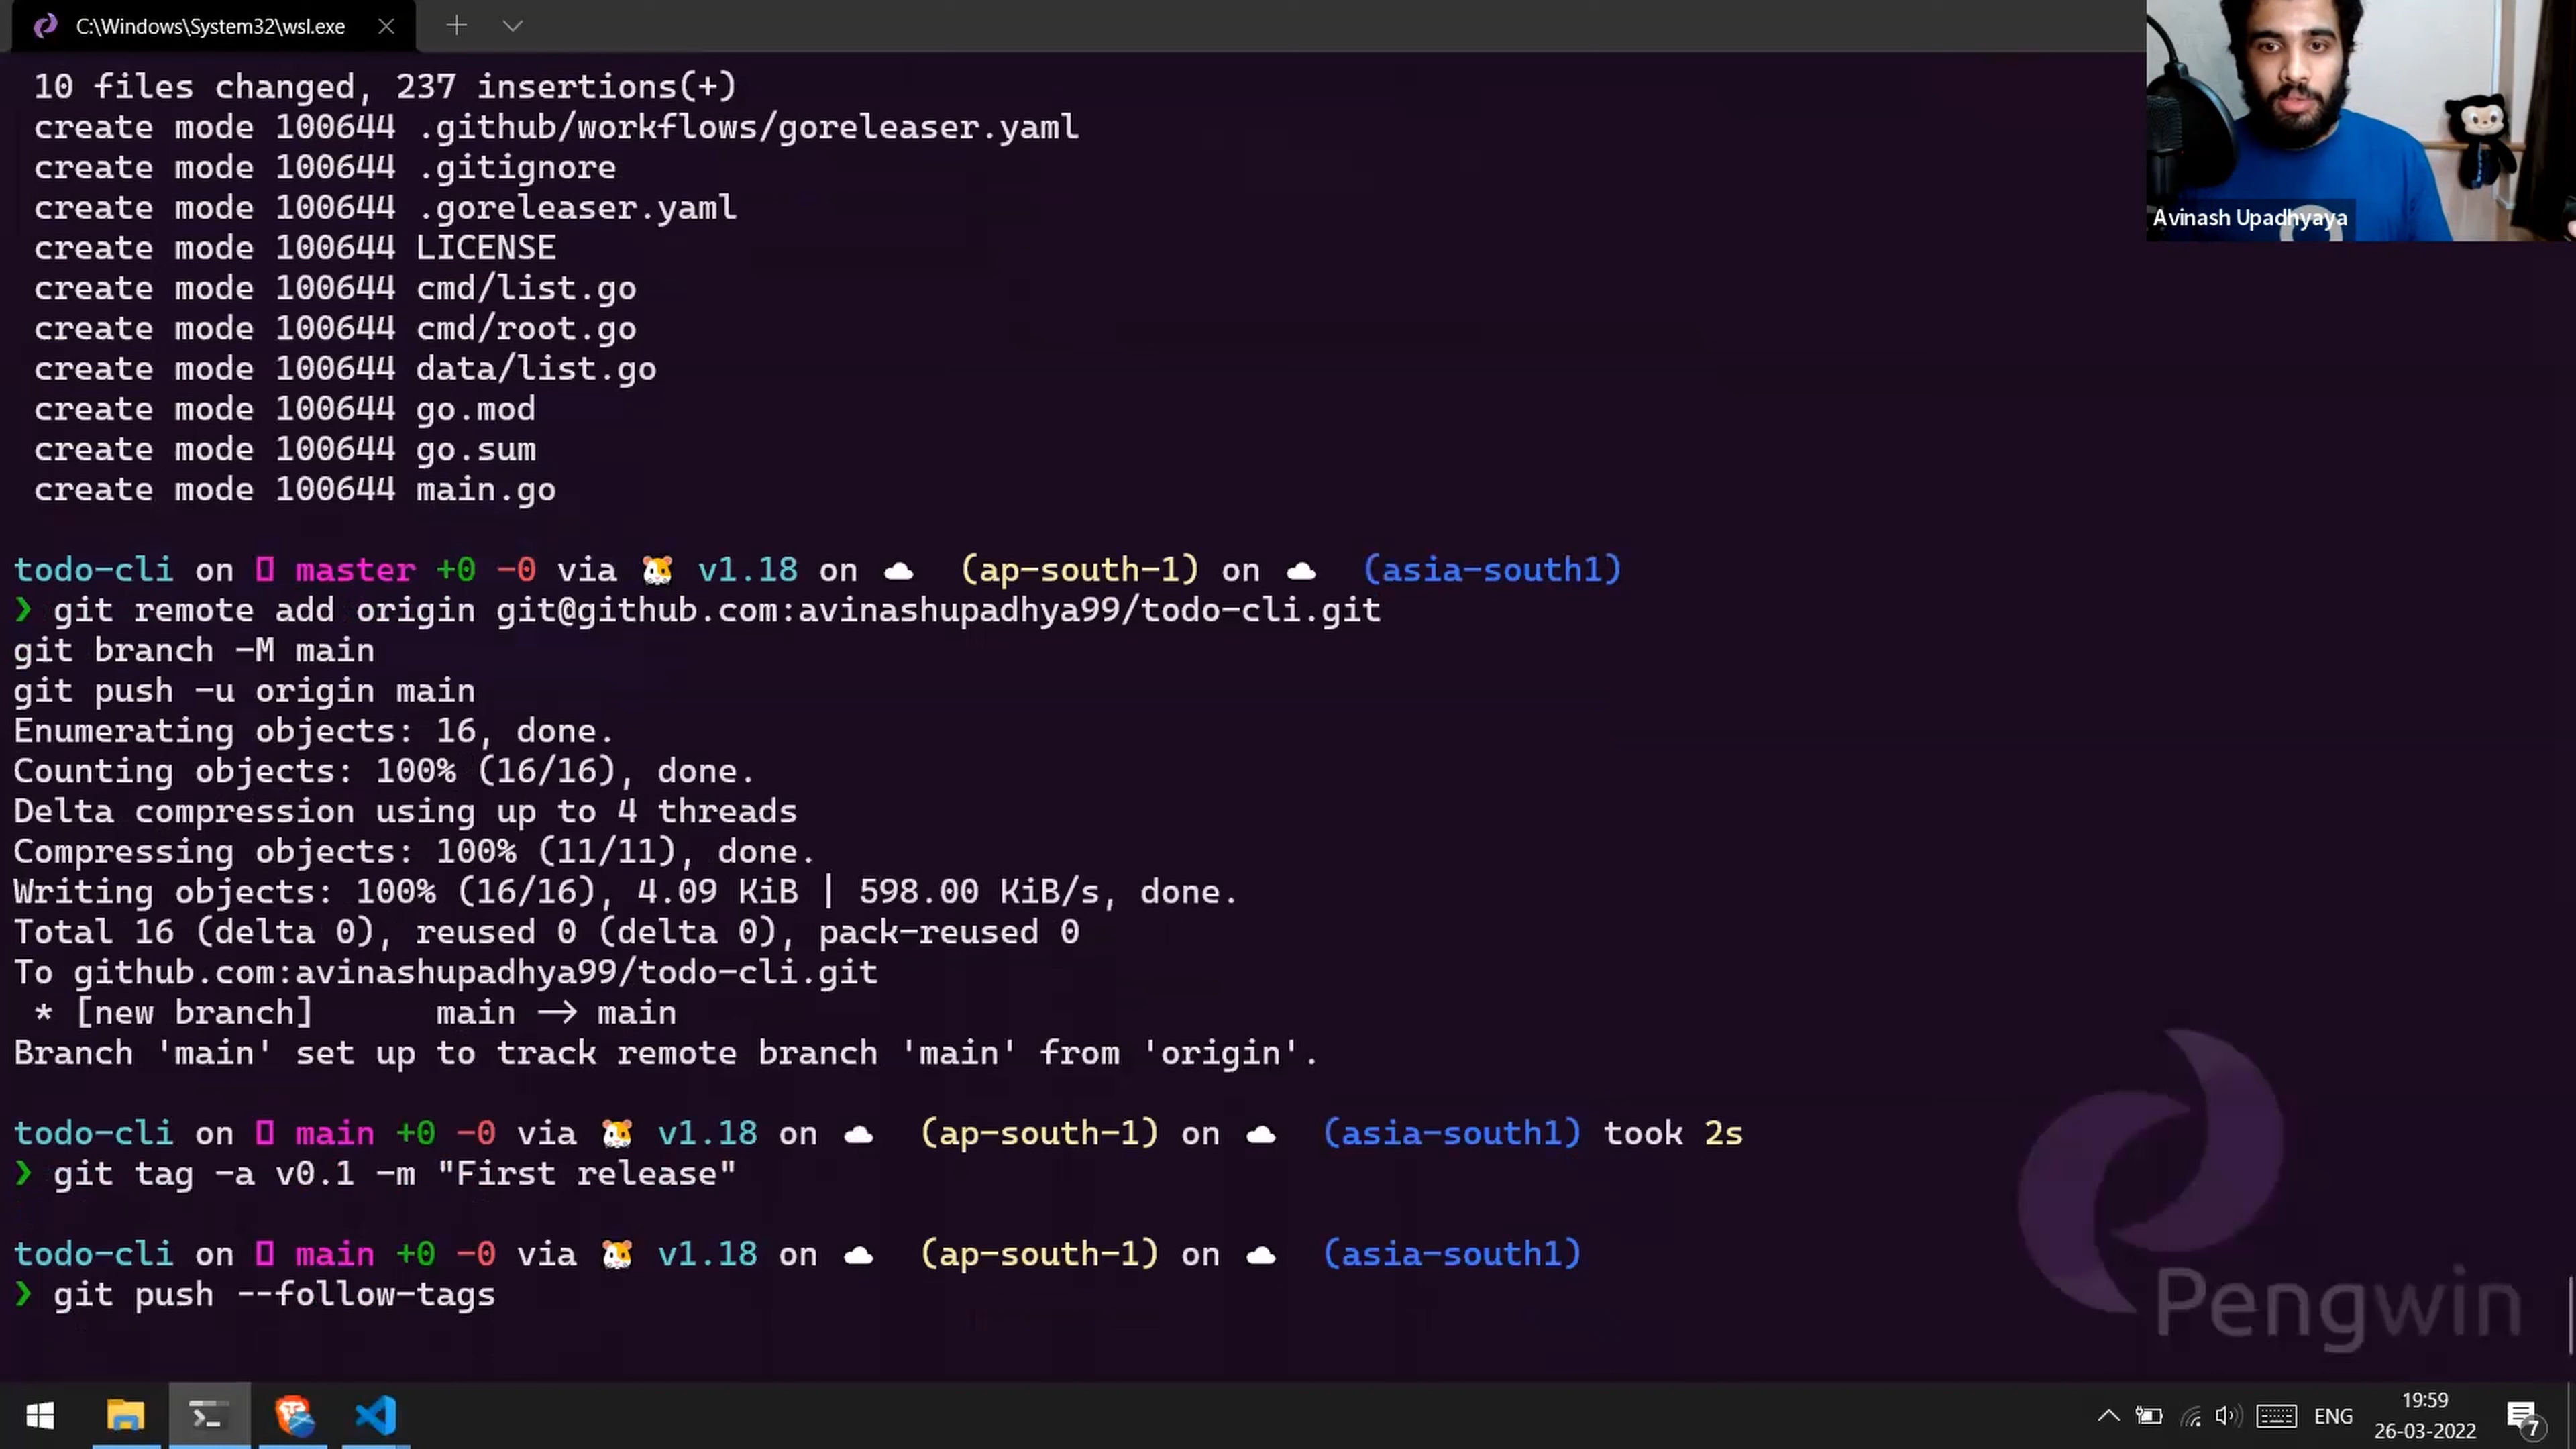 C:\Windows\System32\wsl.exe
10 files changed, 237 insertions(+)
create mode 100644 .github/workflows/goreleaser.yaml
create mode 100644 .gitignore
create mode 100644 .goreleaser.yaml
create mode 100644 LICENSE
create mode 100644 cmd/list.go
create mode 100644 cmd/root.go
create mode 100644 data/list.go
create mode 100644 go.mod
create mode 100644 go.sum
create mode 100644 main.go
Avinash Upadhyaya
todo-cli on master +0 -0 via 🐹 v1.18 on ☁ (ap-south-1) on ☁ (asia-south1)
❯ git remote add origin git@github.com:avinashupadhya99/todo-cli.git
git branch -M main
git push -u origin main
Enumerating objects: 16, done.
Counting objects: 100% (16/16), done.
Delta compression using up to 4 threads
Compressing objects: 100% (11/11), done.
Writing objects: 100% (16/16), 4.09 KiB | 598.00 KiB/s, done.
Total 16 (delta 0), reused 0 (delta 0), pack-reused 0
To github.com:avinashupadhya99/todo-cli.git
* [new branch] main -> main
Branch 'main' set up to track remote branch 'main' from 'origin'.
todo-cli on main +0 -0 via 🐹 v1.18 on ☁ (ap-south-1) on ☁ (asia-south1) took 2s
❯ git tag -a v0.1 -m "First release"
todo-cli on main +0 -0 via 🐹 v1.18 on ☁ (ap-south-1) on ☁ (asia-south1)
❯ git push --follow-tags
Pengwin
ENG
19:59
26-03-2022
7